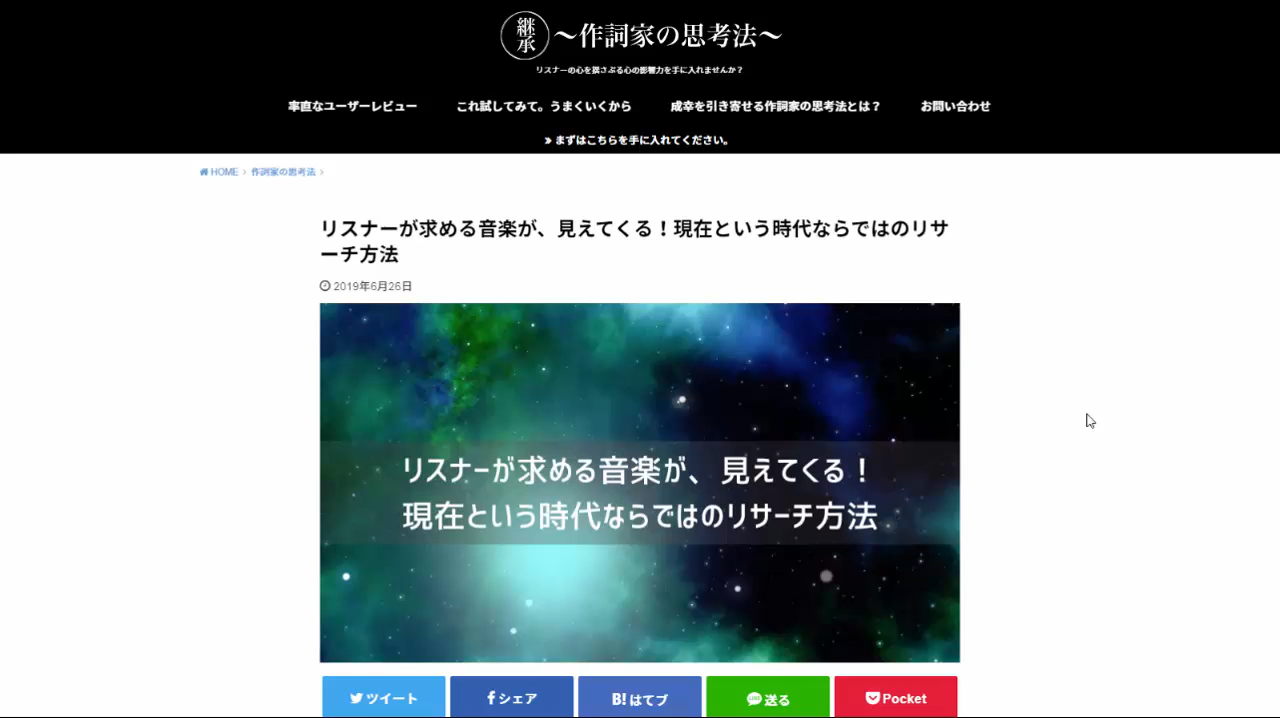 継承 〜作詞家の思考法〜
リスナーの心を揺さぶる心の影響力を手に入れませんか？
率直なユーザーレビュー これ試してみて。うまくいくから 成幸を引き寄せる作詞家の思考法とは？ お問い合わせ
» まずはこちらを手に入れてください。
HOME › 作詞家の思考法 ›
リスナーが求める音楽が、見えてくる！現在という時代ならではのリサ
ーチ方法
2019年6月26日
リスナーが求める音楽が、見えてくる！
現在という時代ならではのリサーチ方法
ツイート シェア B! はてブ 送る Pocket